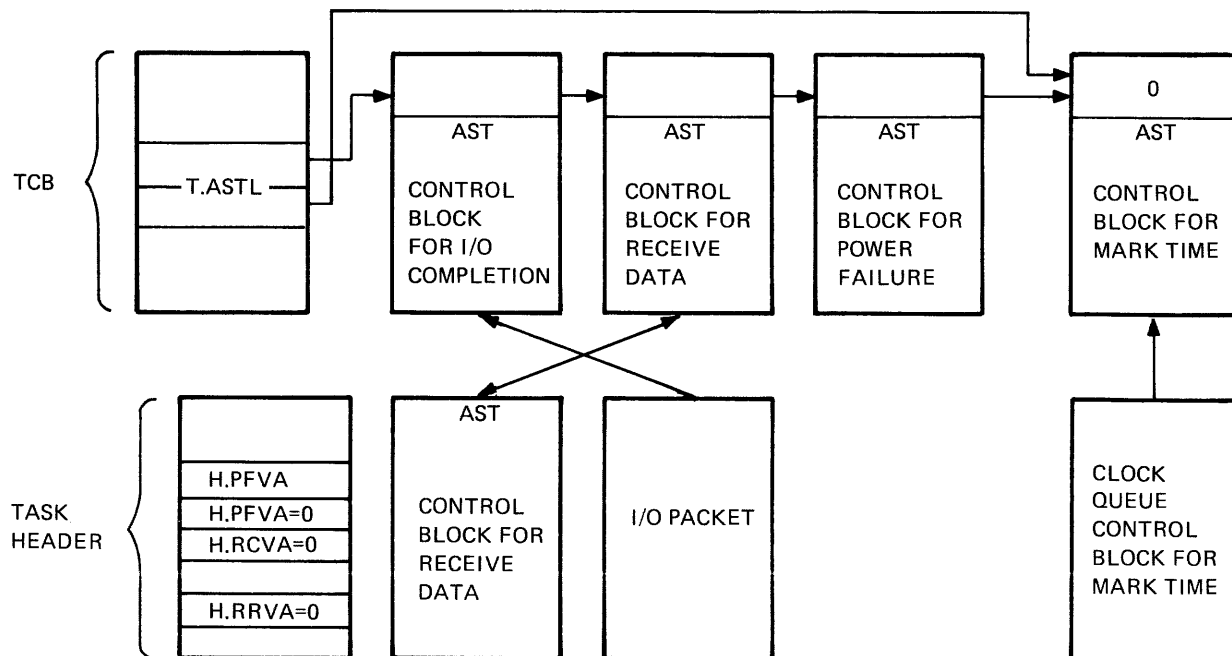 TCB
T.ASTL
AST
CONTROL
BLOCK
FOR I/O
COMPLETION
AST
CONTROL
BLOCK FOR
RECEIVE
DATA
AST
CONTROL
BLOCK FOR
POWER
FAILURE
0
AST
CONTROL
BLOCK FOR
MARK TIME
TASK
HEADER
H.PFVA
H.PFVA=0
H.RCVA=0
H.RRVA=0
AST
CONTROL
BLOCK FOR
RECEIVE
DATA
I/O PACKET
CLOCK
QUEUE
CONTROL
BLOCK FOR
MARK TIME